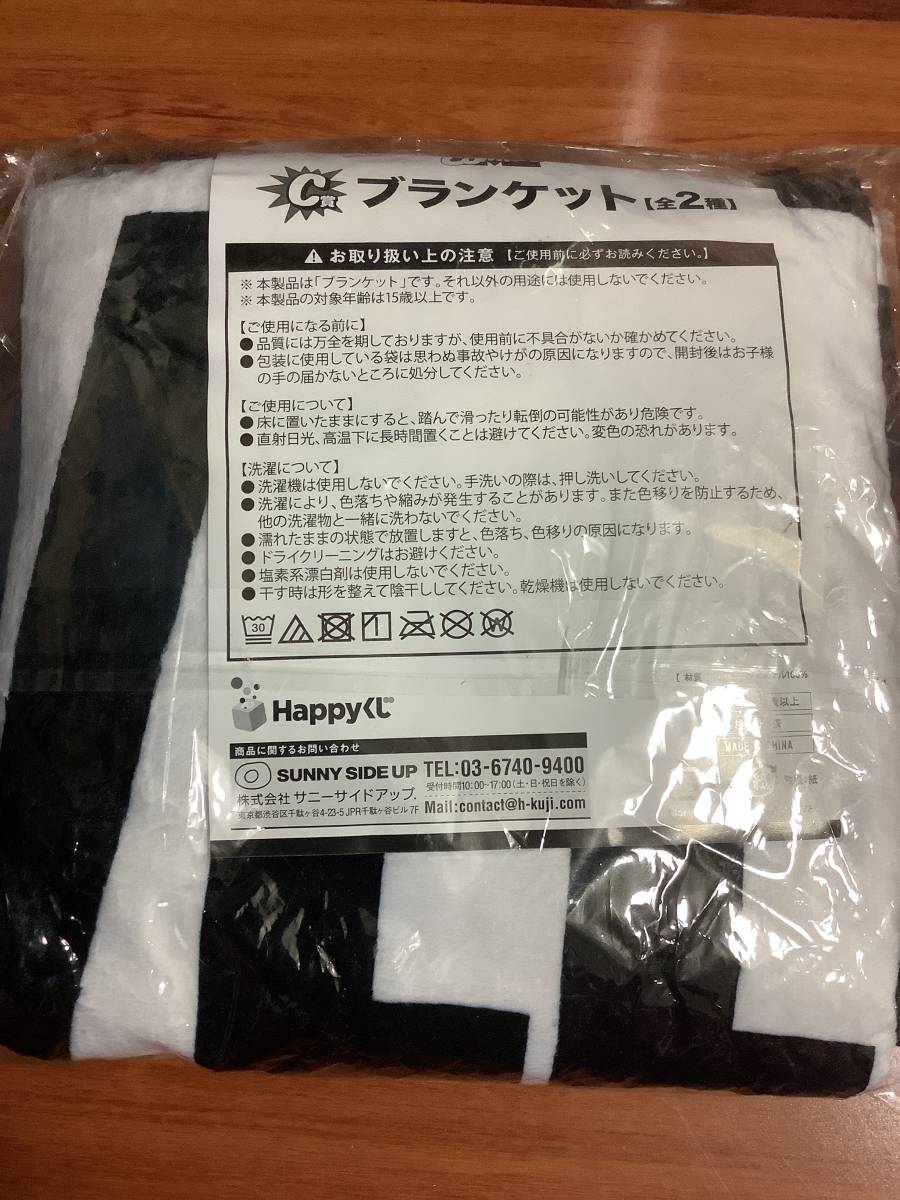 C賞 ブランケット【全2種】
お取り扱い上の注意 【ご使用前に必ずお読みください。】
※ 本製品は「ブランケット」です。それ以外の用途には使用しないでください。
※ 本製品の対象年齢は15歳以上です。
【ご使用になる前に】
● 品質には万全を期しておりますが、使用前に不具合がないか確かめてください。
● 包装に使用している袋は思わぬ事故やけがの原因になりますので、開封後はお子様
の手の届かないところに処分してください。
【ご使用について】
● 床に置いたままにすると、踏んで滑ったり転倒の可能性があり危険です。
● 直射日光、高温下に長時間置くことは避けてください。変色の恐れがあります。
【洗濯について】
● 洗濯機は使用しないでください。手洗いの際は、押し洗いしてください。
● 洗濯により、色落ちや縮みが発生することがあります。また色移りを防止するため、
他の洗濯物と一緒に洗わないでください。
● 濡れたままの状態で放置しますと、色落ち、色移りの原因になります。
● ドライクリーニングはお避けください。
● 塩素系漂白剤は使用しないでください。
● 干す時は形を整えて陰干ししてください。乾燥機は使用しないでください。
30 W
【材質 ル100%
歳以上
MADE CHINA
紙
Happyくじ
商品に関するお問い合わせ
SUNNY SIDE UP TEL:03-6740-9400
株式会社 サニーサイドアップ 受付時間10:00~17:00(土・日・祝日を除く)
東京都渋谷区千駄ヶ谷4-23-5 JPR千駄ヶ谷ビル 7F Mail:contact@h-kuji.com